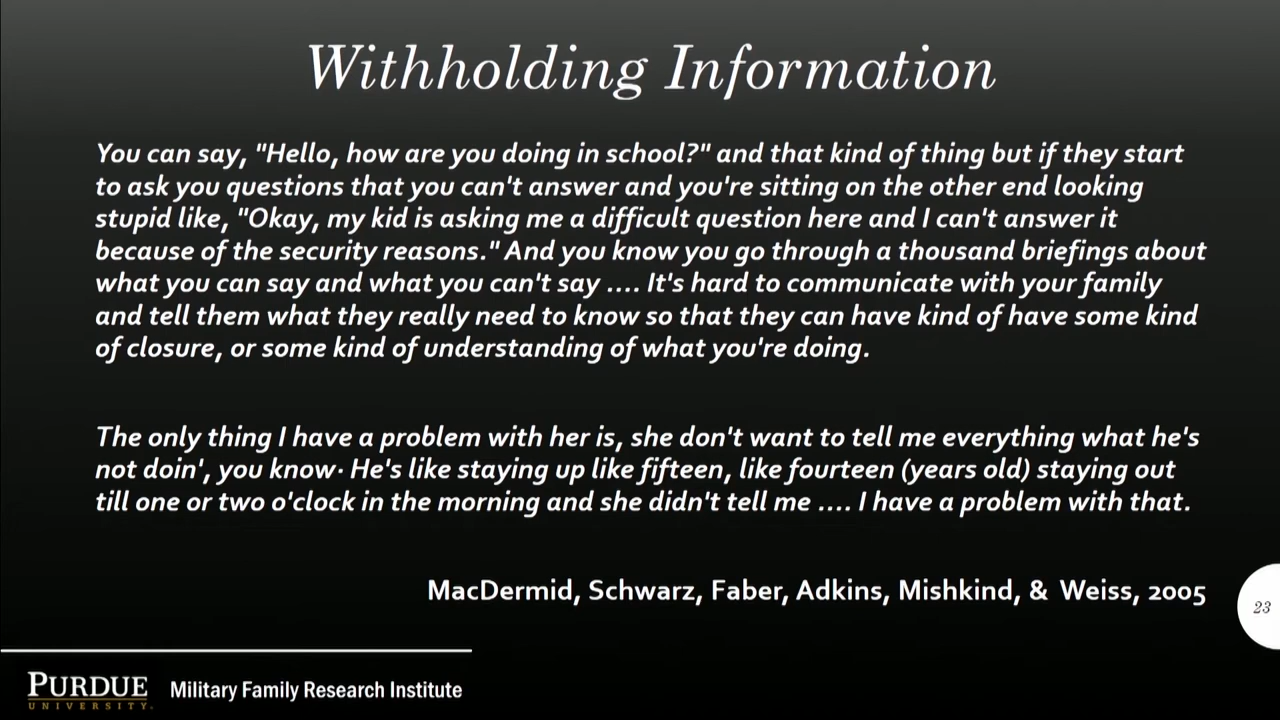 Withholding Information
You can say, "Hello, how are you doing in school?" and that kind of thing but if they start
to ask you questions that you can't answer and you're sitting on the other end looking
stupid like, "Okay, my kid is asking me a difficult question here and I can't answer it
because of the security reasons." And you know you go through a thousand briefings about
what you can say and what you can't say .... It's hard to communicate with your family
and tell them what they really need to know so that they can have kind of have some kind
of closure, or some kind of understanding of what you're doing.
The only thing I have a problem with her is, she don't want to tell me everything what he's
not doin', you know· He's like staying up like fifteen, like fourteen (years old) staying out
till one or two o'clock in the morning and she didn't tell me .... I have a problem with that.
MacDermid, Schwarz, Faber, Adkins, Mishkind, & Weiss, 2005
23
PURDUE
UNIVERSITY.
Military Family Research Institute